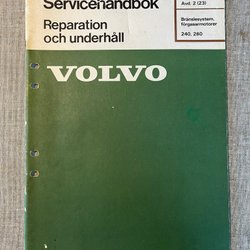 Servicehandbok
Reparation
och underhåll
Avd. 2 (23)
Bränslesystem,
förgasarmotorer
240, 260
VOLVO